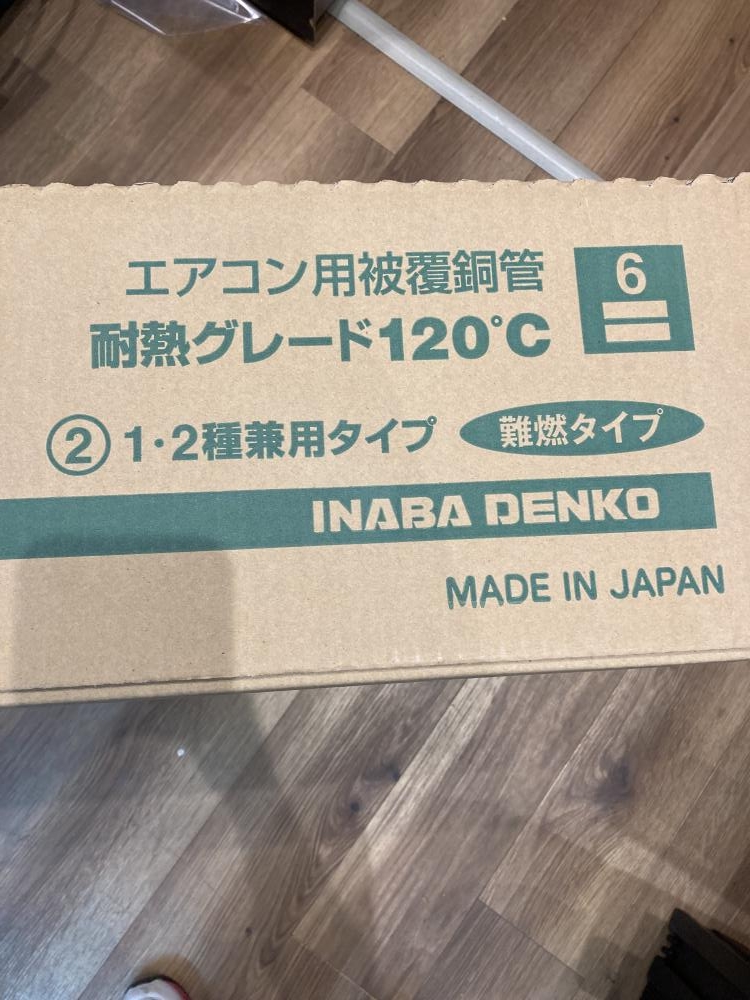 エアコン用被覆銅管
耐熱グレード120°C
6
② 1・2種兼用タイプ
難燃タイプ
INABA DENKO
MADE IN JAPAN